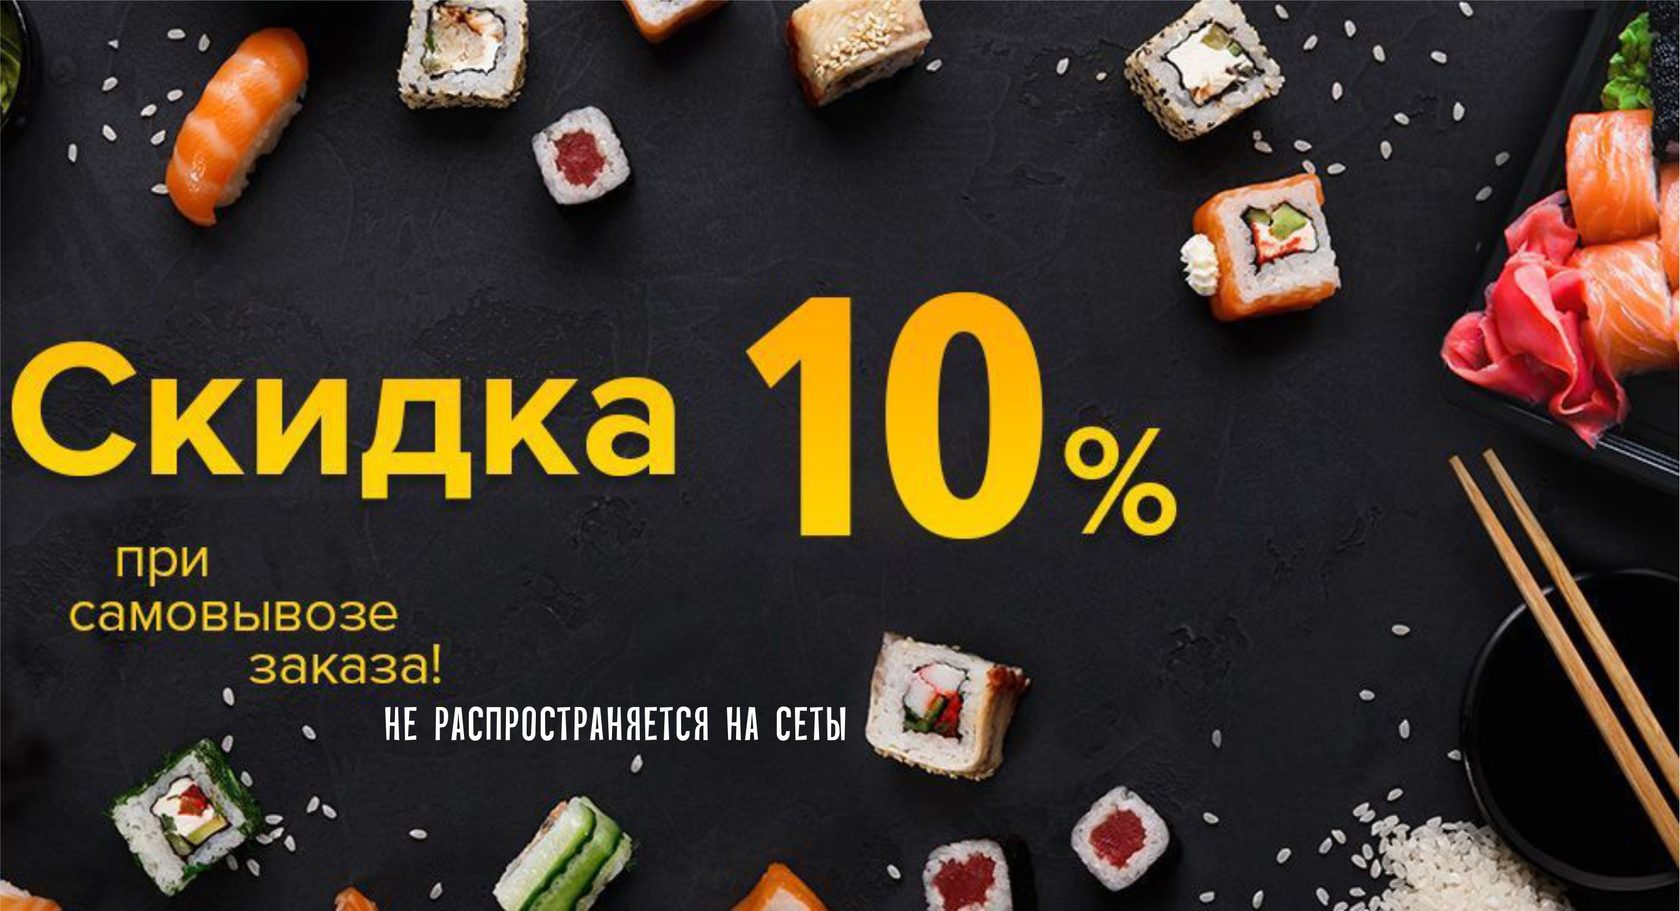 Скидка 10%
при
самовывозе
заказа!
НЕ РАСПРОСТРАНЯЕТСЯ НА СЕТЫ